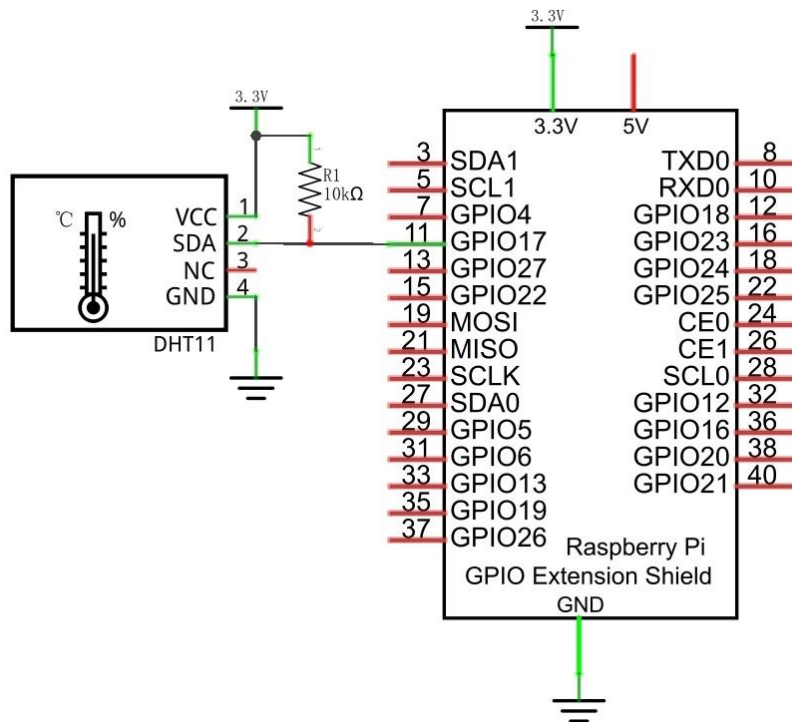 3.3V
3.3V
3.3V 5V
℃ %
VCC 1
SDA 2
NC 3
GND 4
DHT11
1
R1
10kΩ
2
3 SDA1 TXD0 8
5 SCL1 RXD0 10
7 GPIO4 GPIO18 12
11 GPIO17 GPIO23 16
13 GPIO27 GPIO24 18
15 GPIO22 GPIO25 22
19 MOSI CE0 24
21 MISO CE1 26
23 SCLK SCL0 28
27 SDA0 GPIO12 32
29 GPIO5 GPIO16 36
31 GPIO6 GPIO20 38
33 GPIO13 GPIO21 40
35 GPIO19
37 GPIO26
Raspberry Pi
GPIO Extension Shield
GND